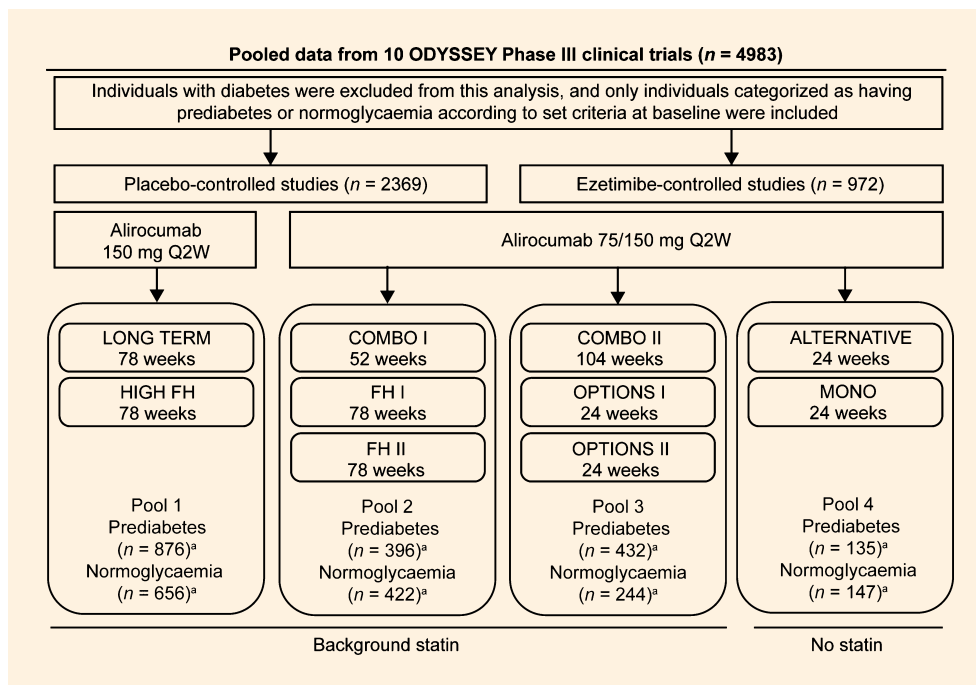 Pooled data from 10 ODYSSEY Phase III clinical trials (n = 4983)
Individuals with diabetes were excluded from this analysis, and only individuals categorized as having
prediabetes or normoglycaemia according to set criteria at baseline were included
Placebo-controlled studies (n = 2369)
Ezetimibe-controlled studies (n = 972)
Alirocumab
150 mg Q2W
Alirocumab 75/150 mg Q2W
LONG TERM
78 weeks
HIGH FH
78 weeks
Pool 1
Prediabetes
(n = 876)ᵃ
Normoglycaemia
(n = 656)ᵃ
COMBO I
52 weeks
FH I
78 weeks
FH II
78 weeks
Pool 2
Prediabetes
(n = 396)ᵃ
Normoglycaemia
(n = 422)ᵃ
COMBO II
104 weeks
OPTIONS I
24 weeks
OPTIONS II
24 weeks
Pool 3
Prediabetes
(n = 432)ᵃ
Normoglycaemia
(n = 244)ᵃ
ALTERNATIVE
24 weeks
MONO
24 weeks
Pool 4
Prediabetes
(n = 135)ᵃ
Normoglycaemia
(n = 147)ᵃ
Background statin
No statin